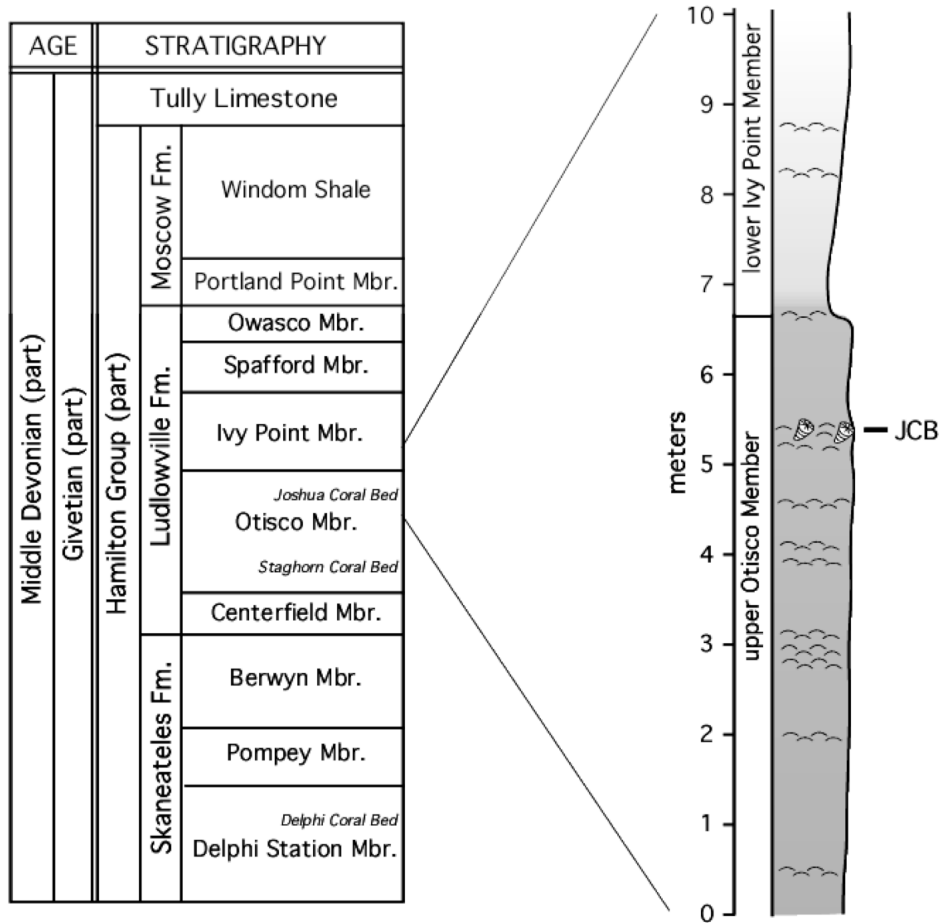 AGE STRATIGRAPHY
Tully Limestone
Middle Devonian (part)
Givetian (part)
Hamilton Group (part)
Moscow Fm.
Windom Shale
Portland Point Mbr.
Ludlowville Fm.
Owasco Mbr.
Spafford Mbr.
Ivy Point Mbr.
Joshua Coral Bed
Otisco Mbr.
Staghorn Coral Bed
Centerfield Mbr.
Skaneateles Fm.
Berwyn Mbr.
Pompey Mbr.
Delphi Coral Bed
Delphi Station Mbr.
meters
10
9
8
7
6
5
4
3
2
1
0
lower Ivy Point Member
upper Otisco Member
JCB